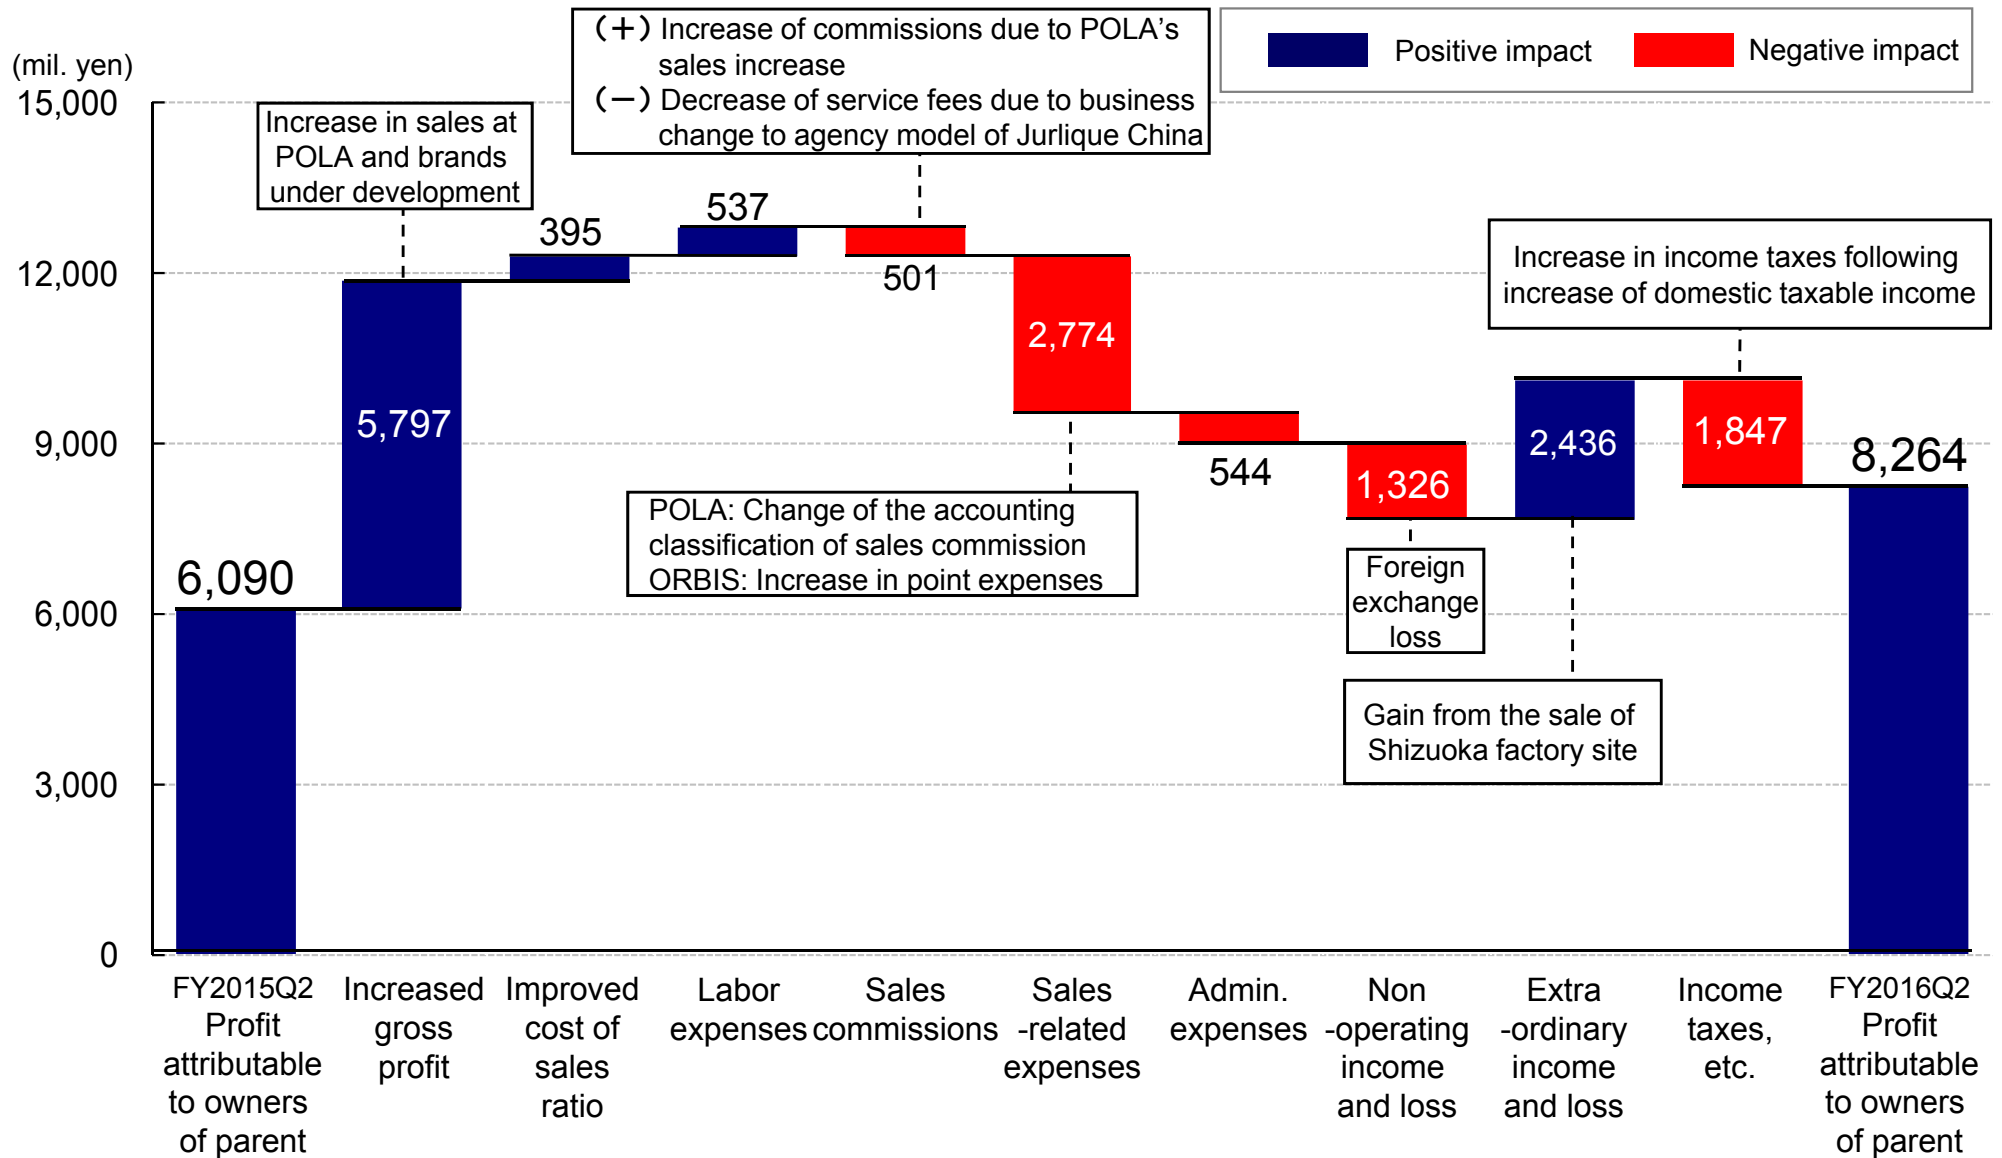 (+) Increase of commissions due to POLA's
sales increase
(−) Decrease of service fees due to business
change to agency model of Jurlique China
Positive impact
Negative impact
(mil. yen)
15,000
12,000
9,000
6,000
3,000
0
Increase in sales at
POLA and brands
under development
Increase in income taxes following
increase of domestic taxable income
POLA: Change of the accounting
classification of sales commission
ORBIS: Increase in point expenses
Foreign
exchange
loss
Gain from the sale of
Shizuoka factory site
6,090
5,797
395
537
501
2,774
544
1,326
2,436
1,847
8,264
FY2015Q2
Profit
attributable
to owners
of parent
Increased
gross
profit
Improved
cost of
sales
ratio
Labor
expenses
Sales
commissions
Sales
-related
expenses
Admin.
expenses
Non
-operating
income
and loss
Extra
-ordinary
income
and loss
Income
taxes,
etc.
FY2016Q2
Profit
attributable
to owners
of parent